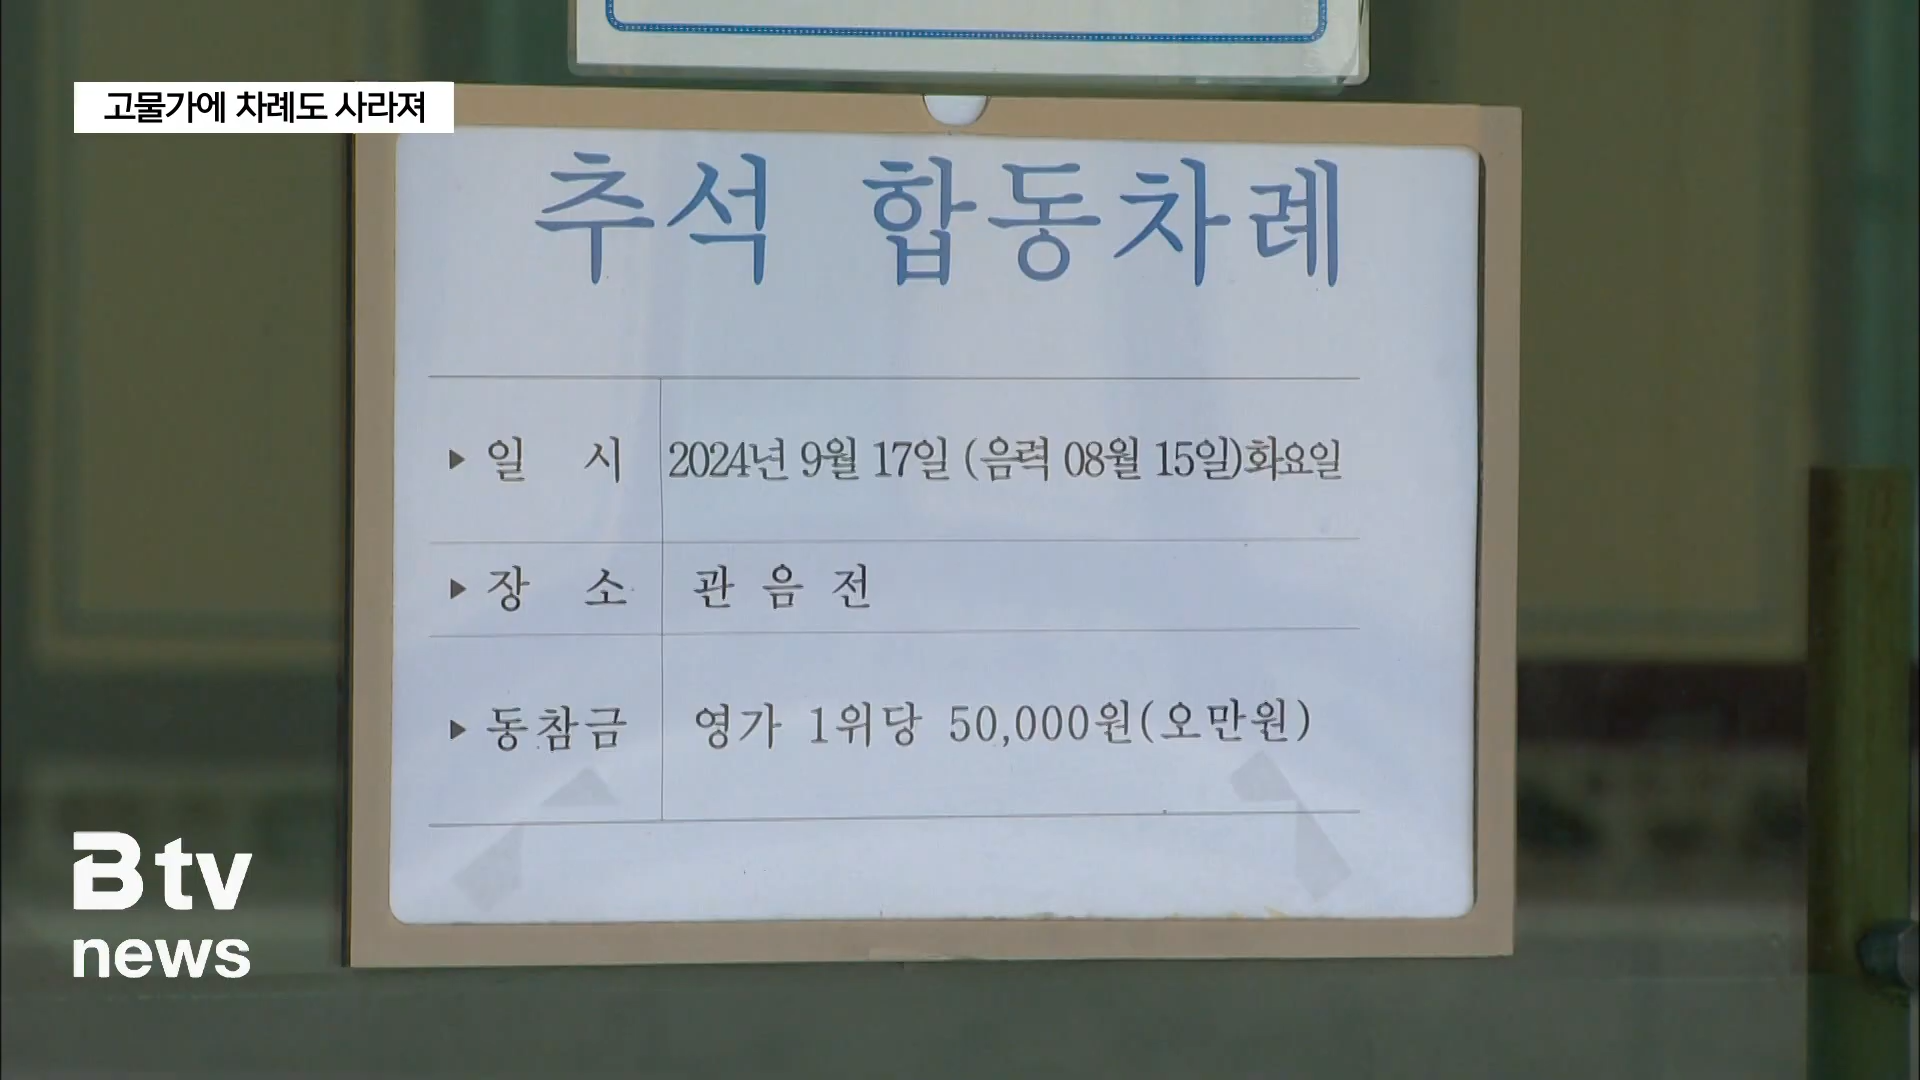 고물가에 차례도 사라져
추석 합동차례
▸ 일 시 2024년 9월 17일 (음력 08월 15일)화요일
▸ 장 소 관 음 전
▸ 동참금 영가 1위당 50,000원(오만원)
B tv
news